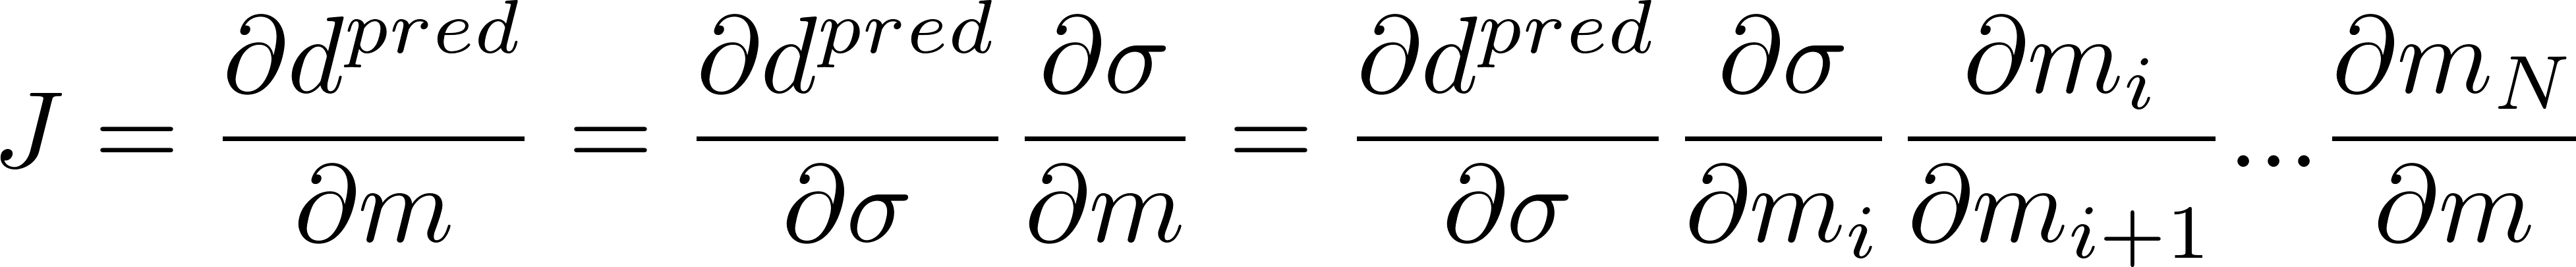 $J = \frac{\partial d^{pred}}{\partial m} = \frac{\partial d^{pred}}{\partial \sigma} \frac{\partial \sigma}{\partial m} = \frac{\partial d^{pred}}{\partial \sigma} \frac{\partial \sigma}{\partial m_i} \frac{\partial m_i}{\partial m_{i+1}} ... \frac{\partial m_N}{\partial m}$